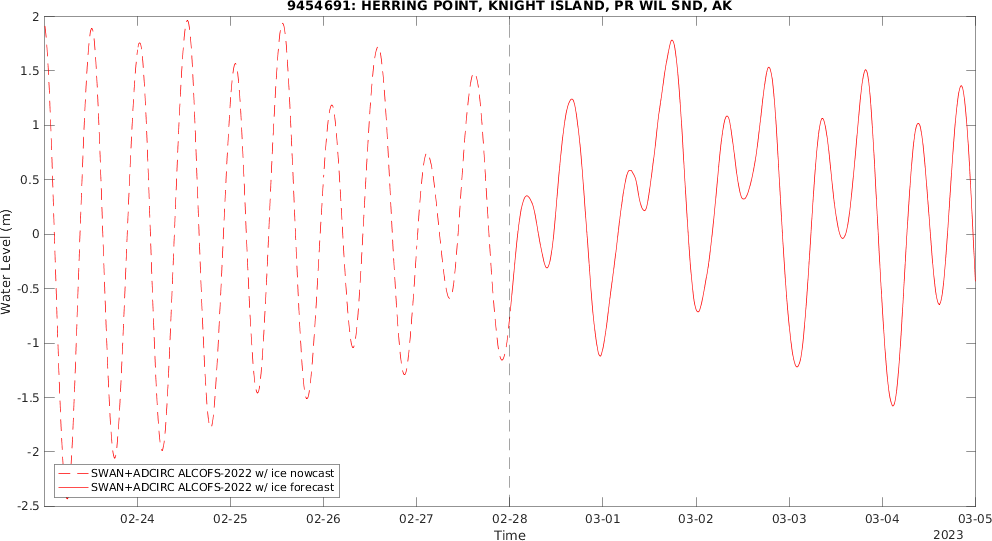 9454691: HERRING POINT, KNIGHT ISLAND, PR WIL SND, AK
Water Level (m)
2
1.5
1
0.5
0
-0.5
-1
-1.5
-2
-2.5
SWAN+ADCIRC ALCOFS-2022 w/ ice nowcast
SWAN+ADCIRC ALCOFS-2022 w/ ice forecast
02-24 02-25 02-26 02-27 02-28 03-01 03-02 03-03 03-04 03-05
Time
2023